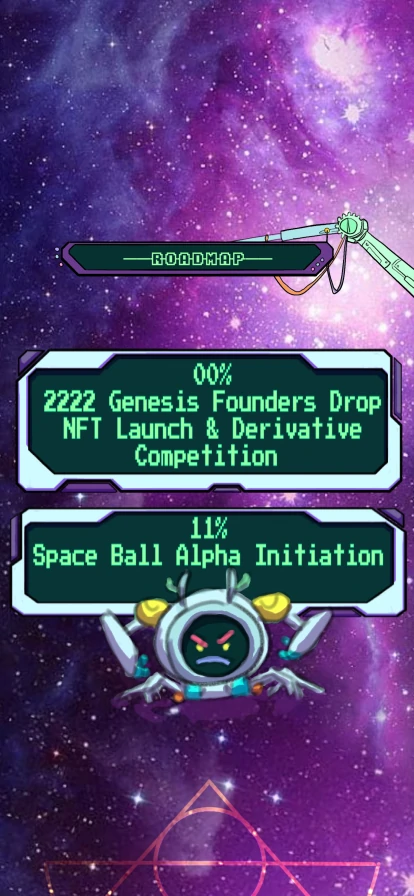 ROADMAP
00%
2222 Genesis Founders Drop
NFT Launch & Derivative
Competition
11%
Space Ball Alpha Initiation